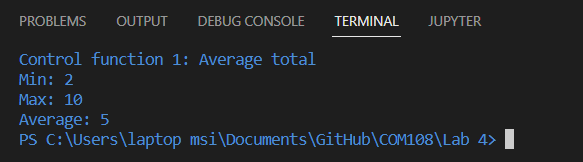 PROBLEMS OUTPUT DEBUG CONSOLE TERMINAL JUPYTER
Control function 1: Average total
Min: 2
Max: 10
Average: 5
PS C:\Users\laptop msi\Documents\GitHub\COM108\Lab 4>